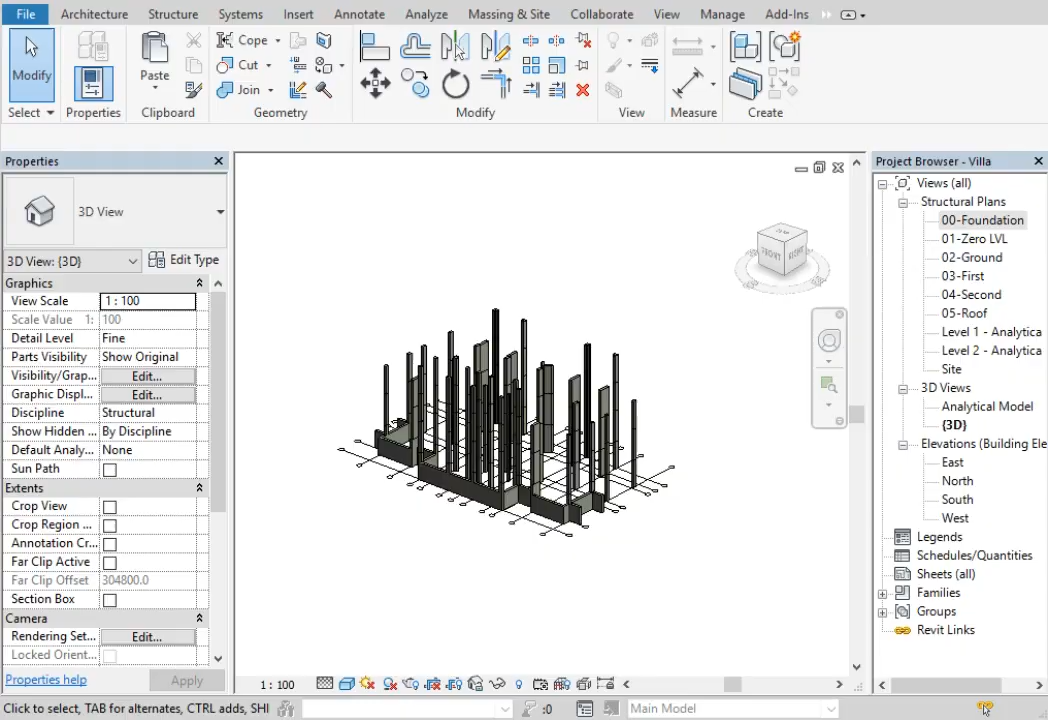 File Architecture Structure Systems Insert Annotate Analyze Massing & Site Collaborate View Manage Add-Ins
Modify
Select
Properties
Paste
Clipboard
Cope
Cut
Join
Geometry
Modify
View
Measure
Create
Properties
3D View
3D View: {3D}
Edit Type
Graphics
View Scale 1 : 100
Scale Value 1: 100
Detail Level Fine
Parts Visibility Show Original
Visibility/Grap... Edit...
Graphic Displ... Edit...
Discipline Structural
Show Hidden ... By Discipline
Default Analy... None
Sun Path
Extents
Crop View
Crop Region ...
Annotation Cr...
Far Clip Active
Far Clip Offset 304800.0
Section Box
Camera
Rendering Set... Edit...
Locked Orient...
Properties help
Apply
FRONT
1 : 100
Project Browser - Villa
Views (all)
Structural Plans
00-Foundation
01-Zero LVL
02-Ground
03-First
04-Second
05-Roof
Level 1 - Analytica
Level 2 - Analytica
Site
3D Views
Analytical Model
{3D}
Elevations (Building Ele
East
North
South
West
Legends
Schedules/Quantities
Sheets (all)
Families
Groups
Revit Links
Click to select, TAB for alternates, CTRL adds, SHI
:0
Main Model